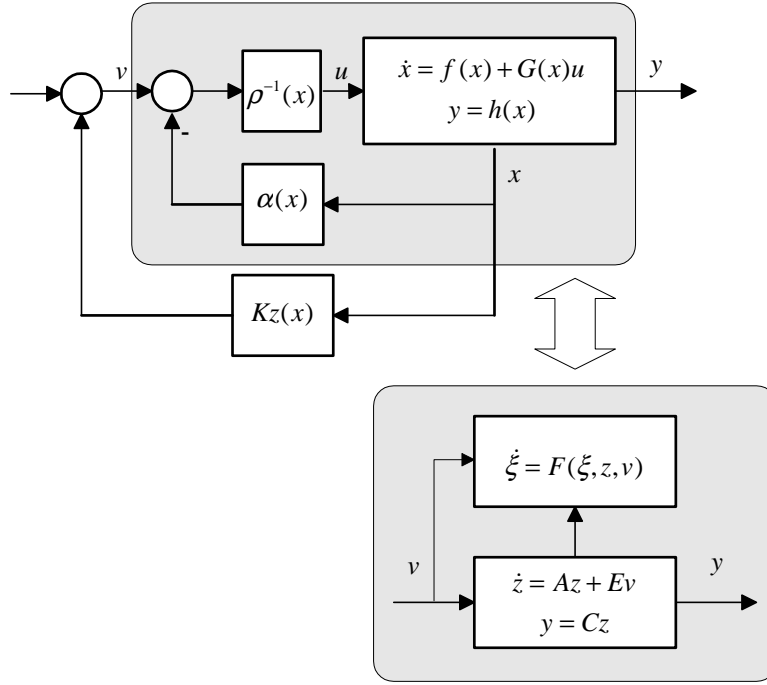 v
ρ⁻¹(x)
u
ẋ = f(x) + G(x)u
y = h(x)
y
-
α(x)
x
Kz(x)
ξ̇ = F(ξ, z, v)
v
ż = Az + Ev
y = Cz
y